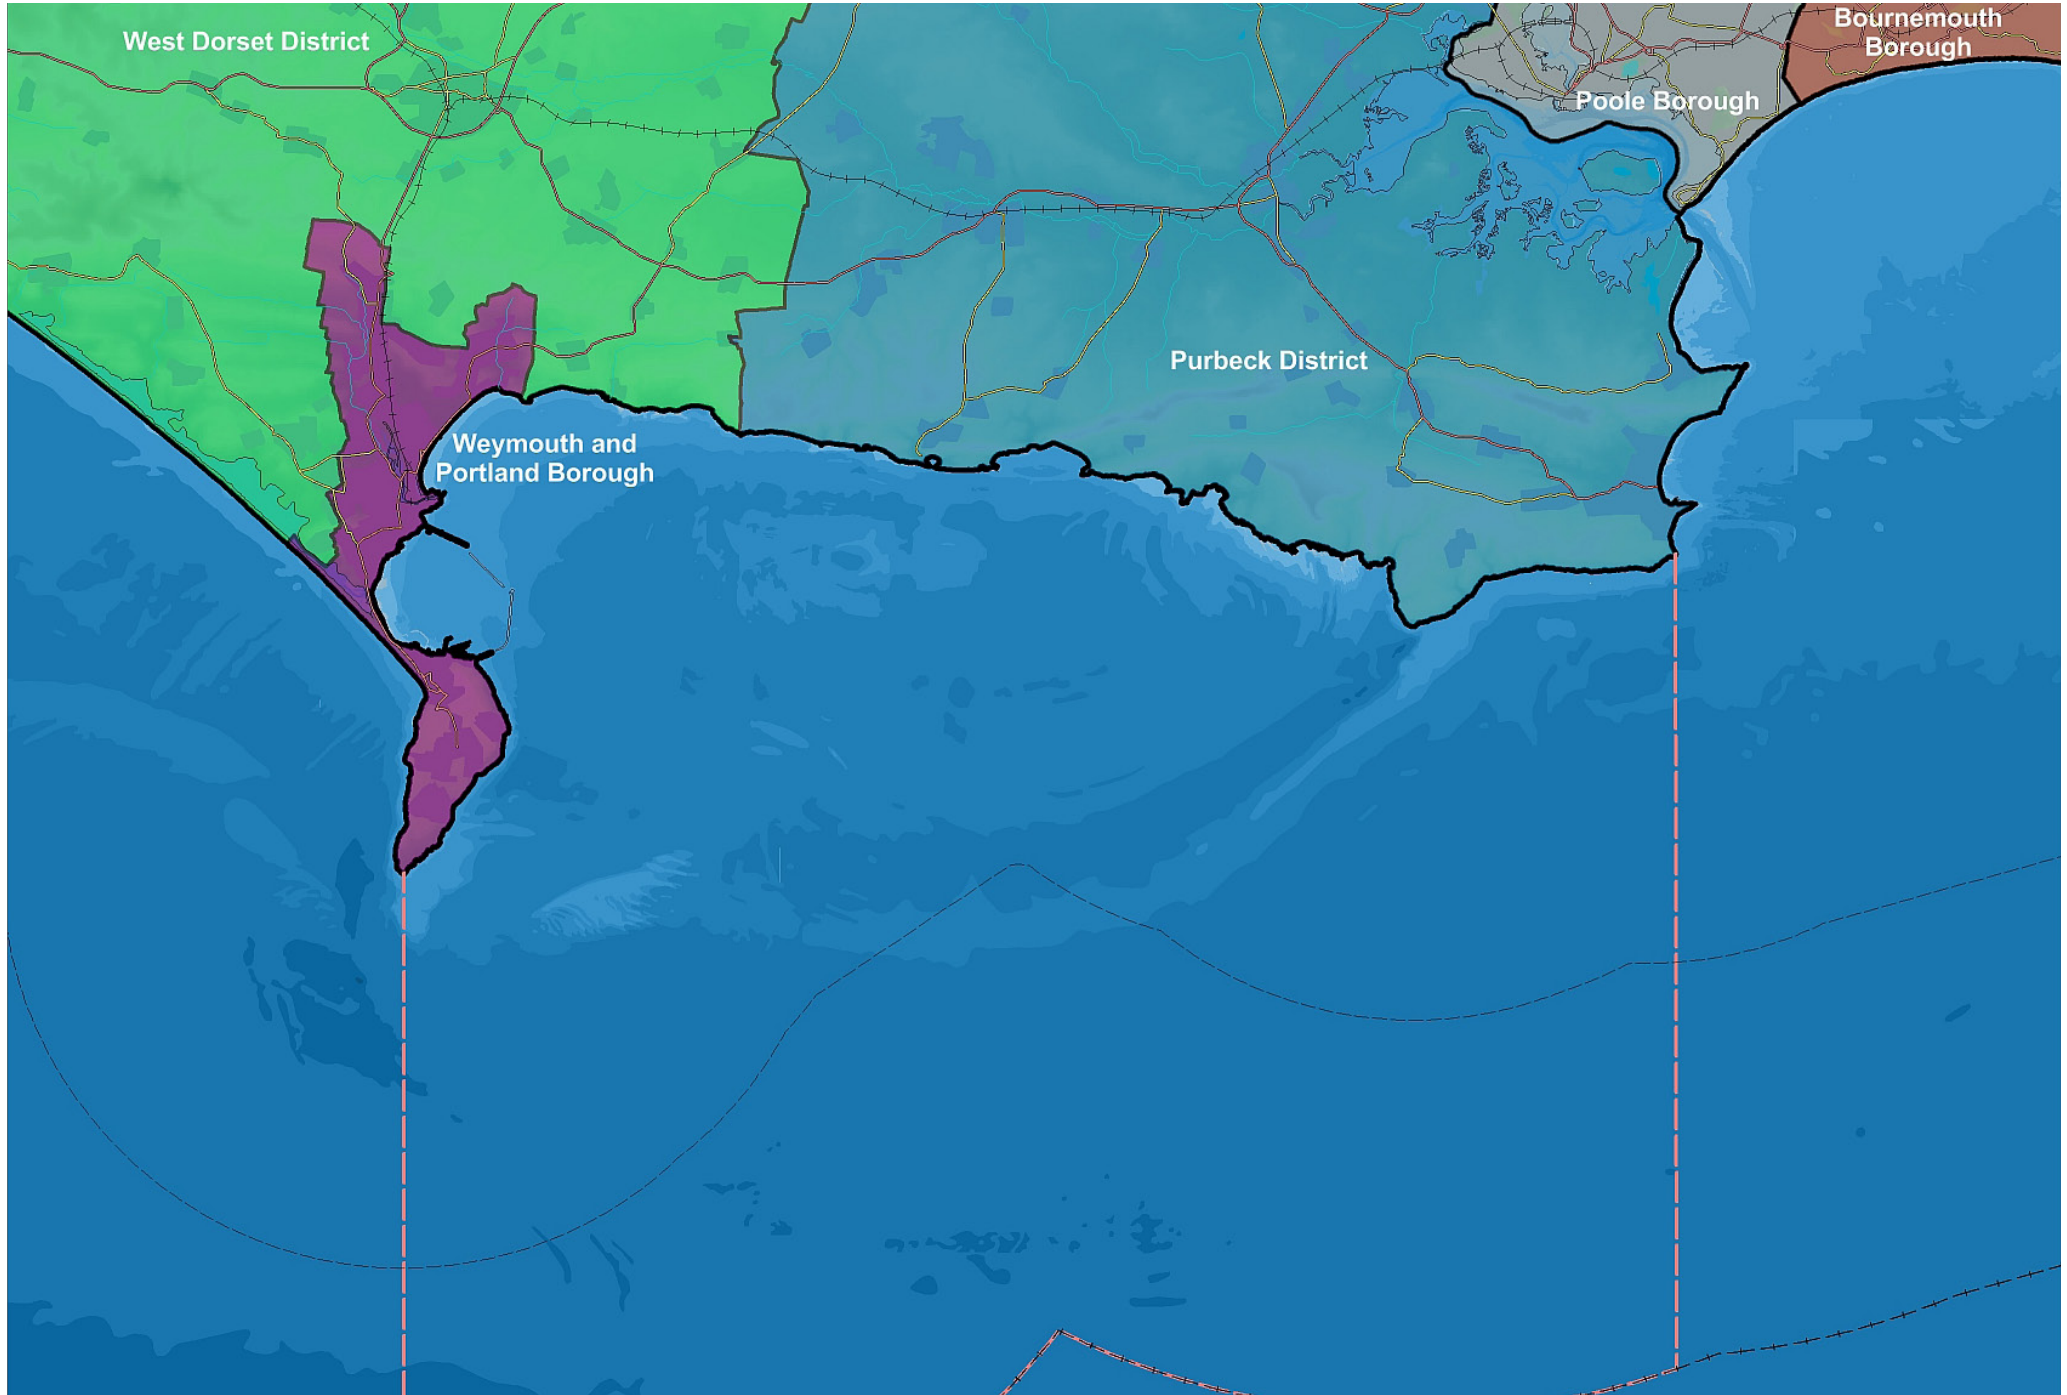 West Dorset District
Bournemouth
Borough
Poole Borough
Purbeck District
Weymouth and
Portland Borough